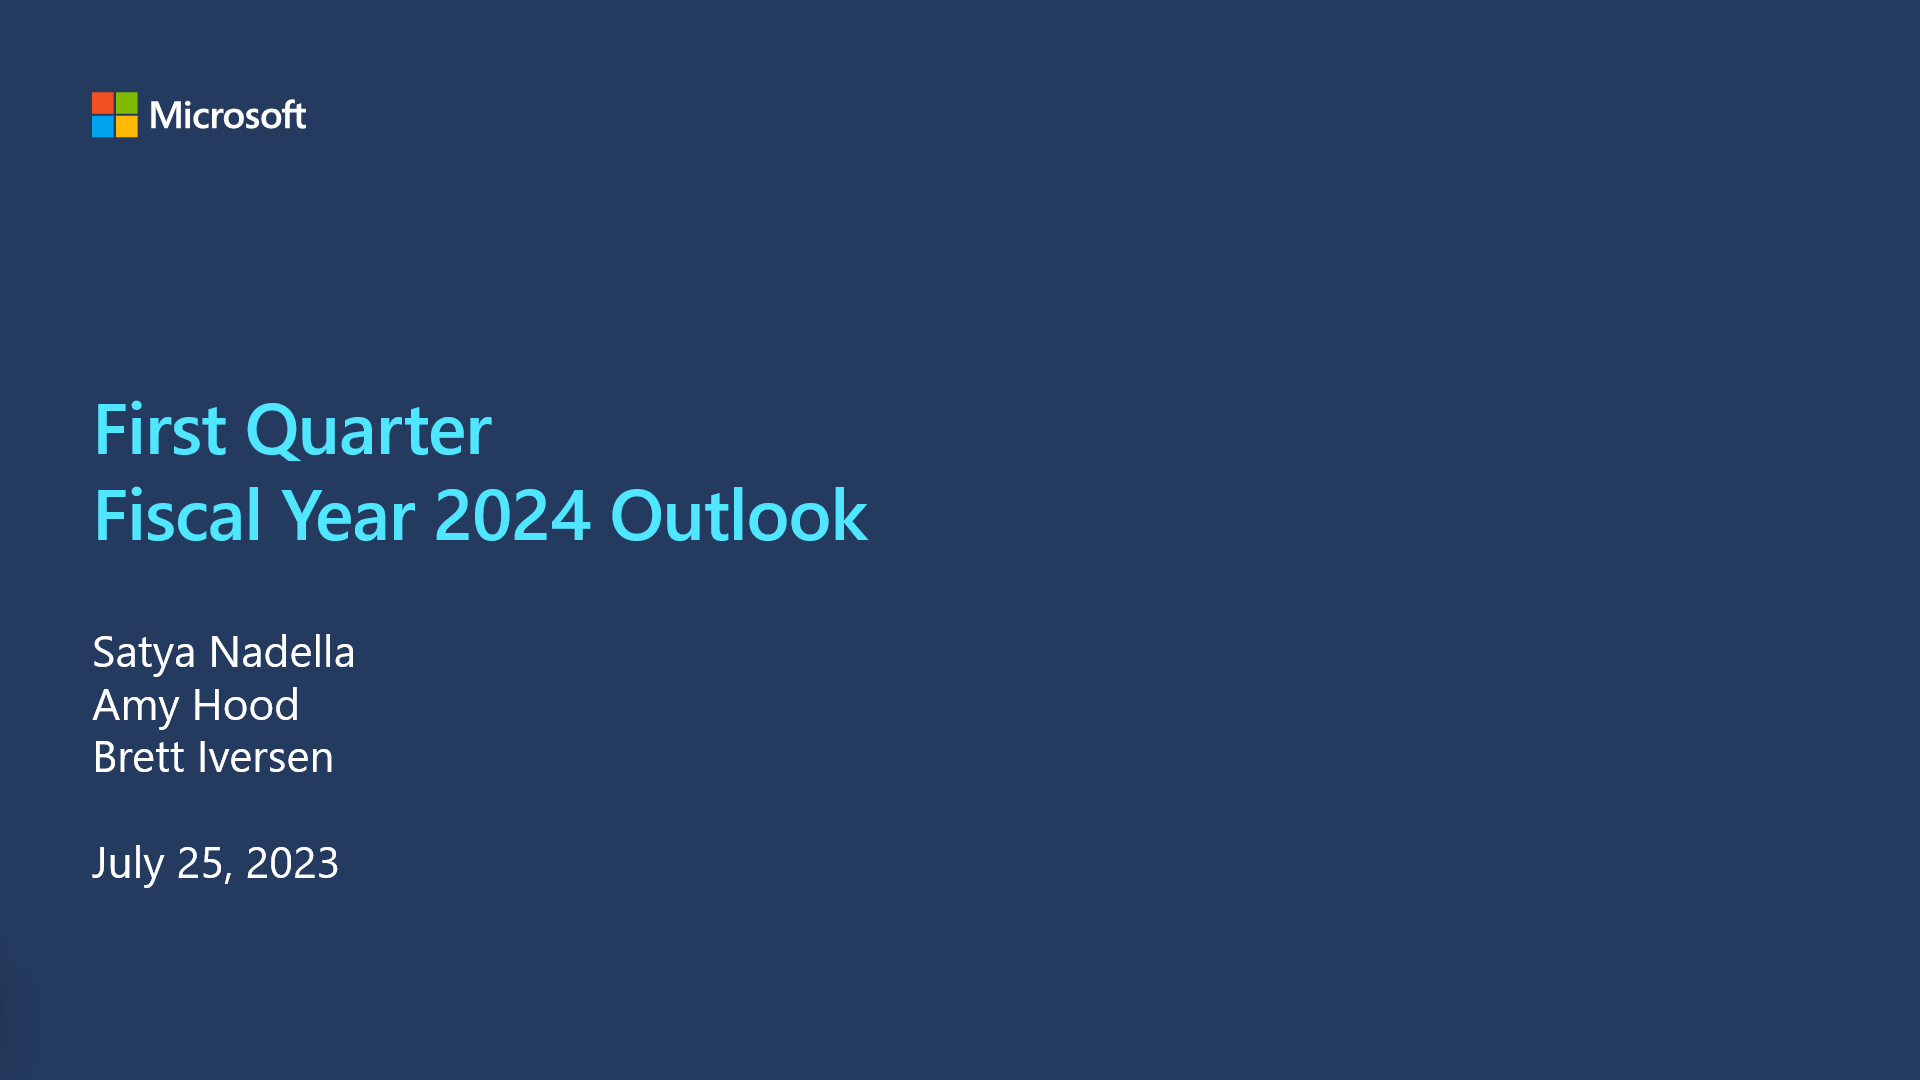 Microsoft
First Quarter
Fiscal Year 2024 Outlook
Satya Nadella
Amy Hood
Brett Iversen
July 25, 2023